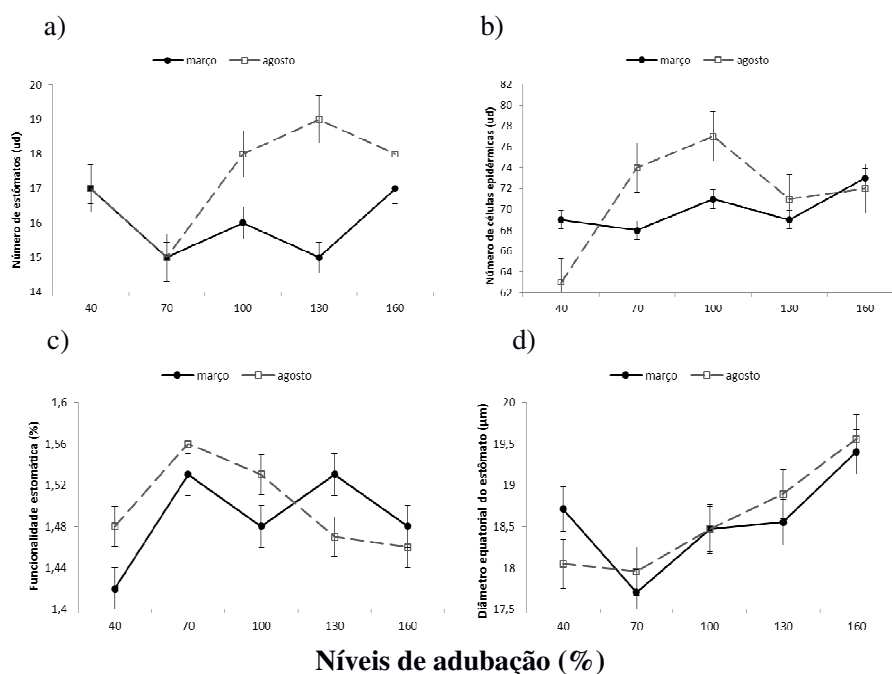 a)
março agosto
Número de estômatos (ud)
20
19
18
17
16
15
14
40 70 100 130 160
b)
março agosto
Número de células epidérmicas (ud)
82
80
78
76
74
72
70
68
66
64
62
40 70 100 130 160
c)
março agosto
Funcionalidade estomática (%)
1,6
1,56
1,52
1,48
1,44
1,4
40 70 100 130 160
d)
março agosto
Diâmetro equatorial do estômato (µm)
20
19,5
19
18,5
18
17,5
40 70 100 130 160
Níveis de adubação (%)